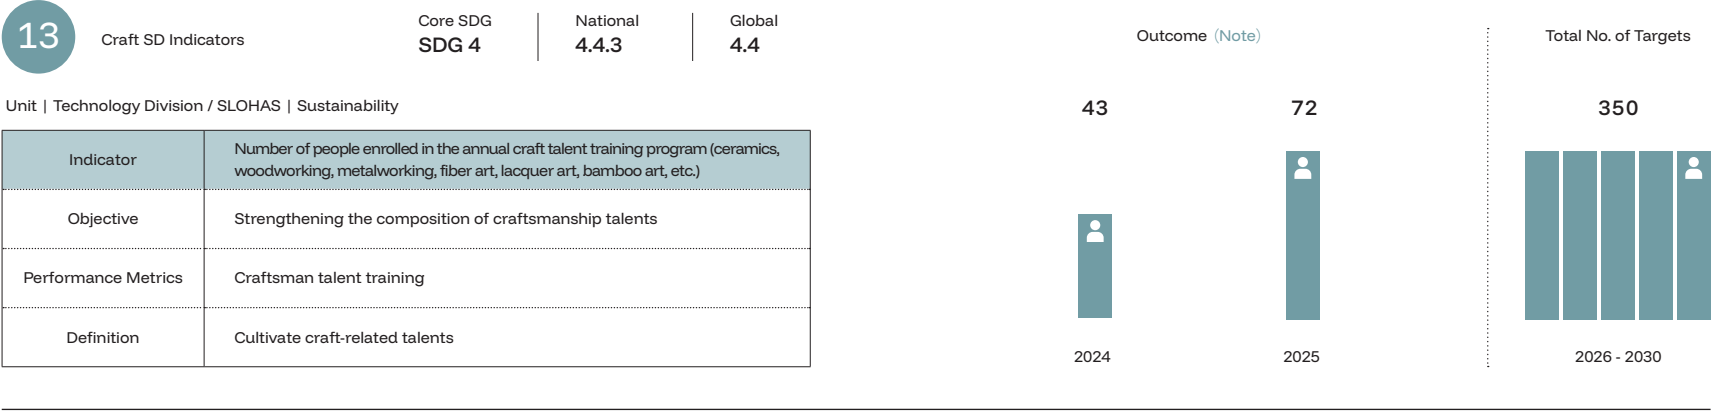 13
Craft SD Indicators
Core SDG
SDG 4
National
4.4.3
Global
4.4
Outcome (Note)
Total No. of Targets
Unit | Technology Division / SLOHAS | Sustainability
43
72
350
Indicator
Number of people enrolled in the annual craft talent training program (ceramics,
woodworking, metalworking, fiber art, lacquer art, bamboo art, etc.)
Objective
Strengthening the composition of craftsmanship talents
Performance Metrics
Craftsman talent training
Definition
Cultivate craft-related talents
2024
2025
2026 - 2030